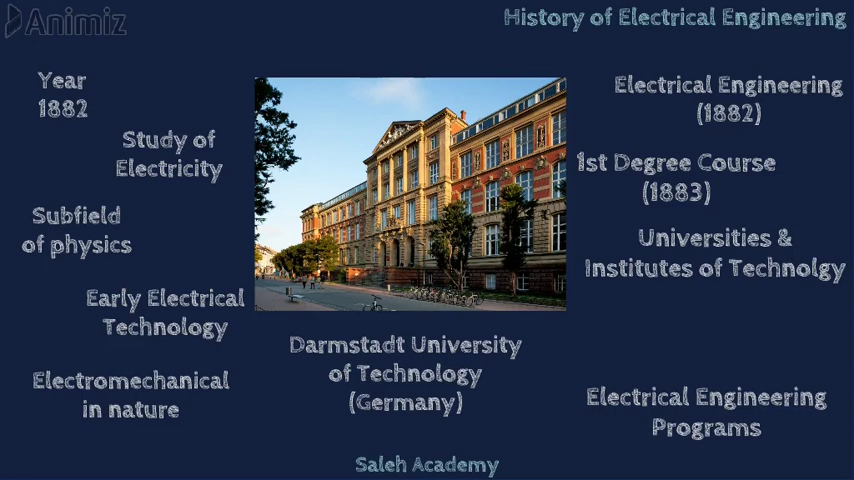 Animiz
History of Electrical Engineering
Year
1882
Study of
Electricity
Subfield
of physics
Early Electrical
Technology
Electromechanical
in nature
Darmstadt University
of Technology
(Germany)
Electrical Engineering
(1882)
1st Degree Course
(1883)
Universities &
Institutes of Technolgy
Electrical Engineering
Programs
Saleh Academy